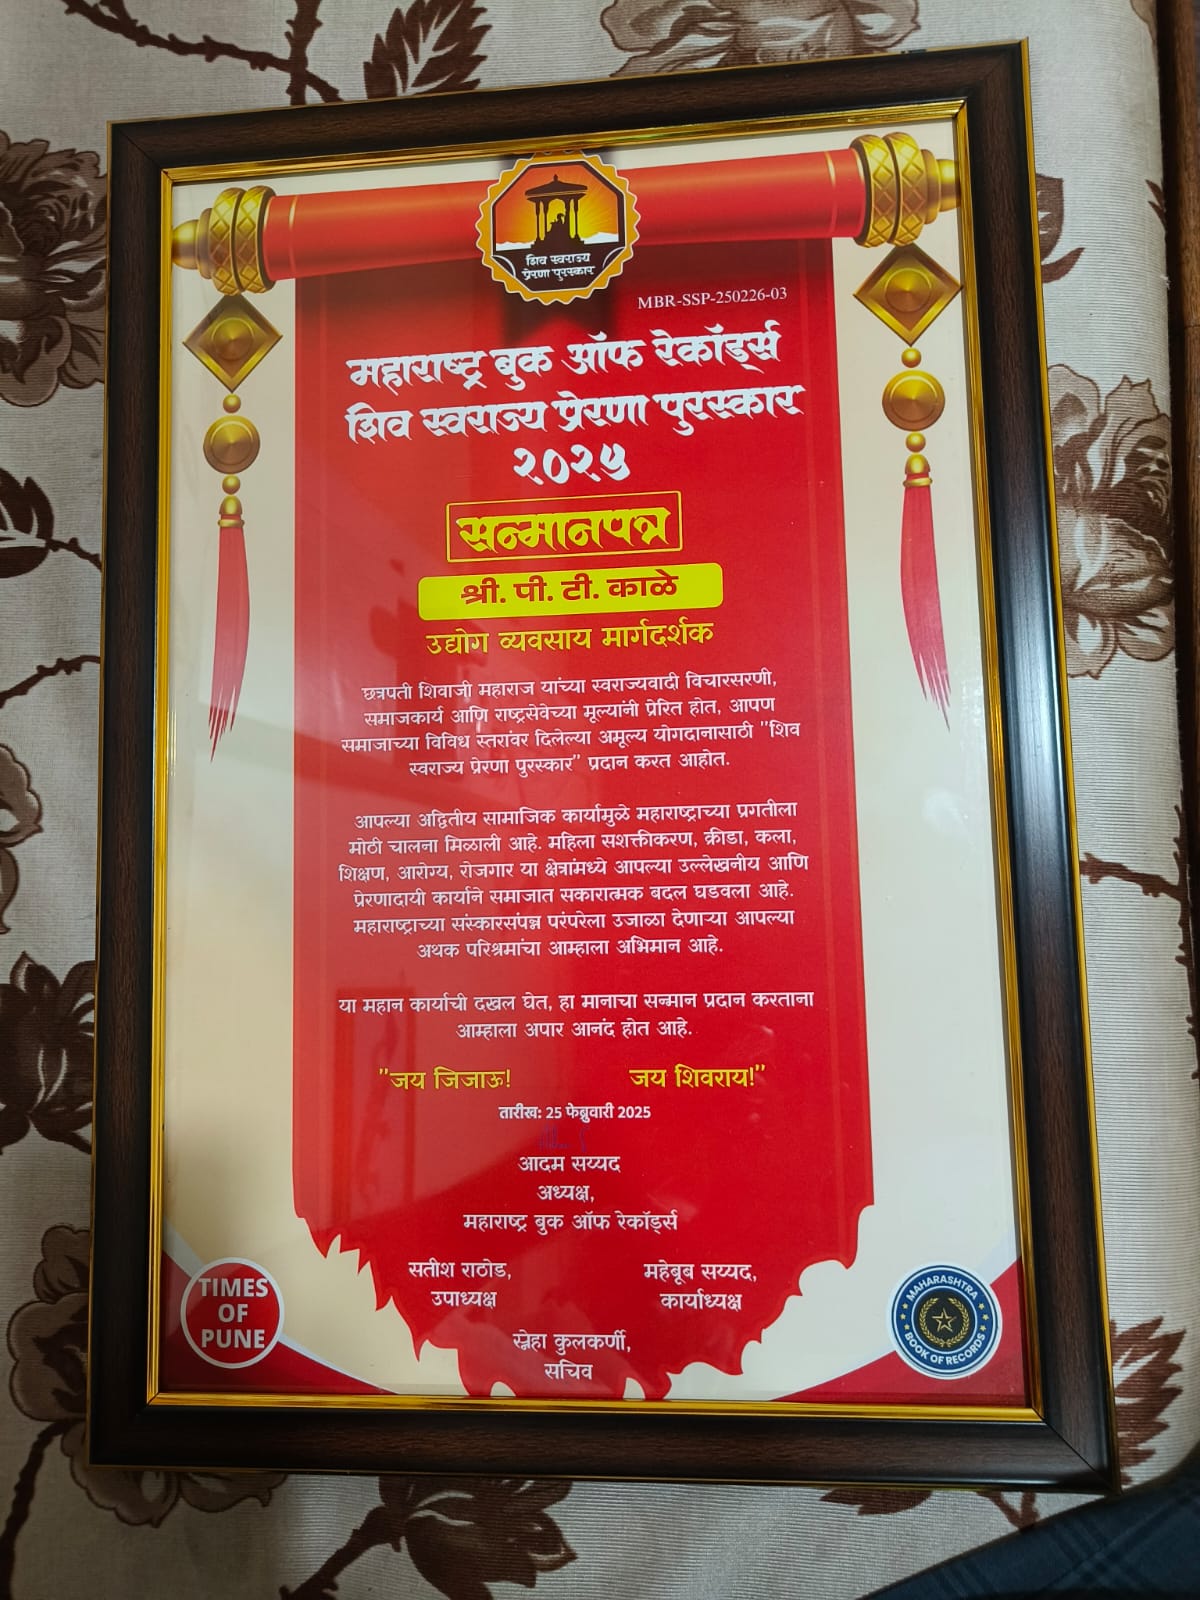 शिव स्वराज्य
प्रेरणा पुरस्कार
MBR-SSP-250226-03
महाराष्ट्र बुक ऑफ रेकॉर्ड्स
शिव स्वराज्य प्रेरणा पुरस्कार
२०२५
सन्मानपत्र
श्री. पी. टी. काळे
उद्योग व्यवसाय मार्गदर्शक
छत्रपती शिवाजी महाराज यांच्या स्वराज्यवादी विचारसरणी,
समाजकार्य आणि राष्ट्रसेवेच्या मूल्यांनी प्रेरित होत, आपण
समाजाच्या विविध स्तरांवर दिलेल्या अमूल्य योगदानासाठी "शिव
स्वराज्य प्रेरणा पुरस्कार" प्रदान करत आहोत.
आपल्या अद्वितीय सामाजिक कार्यामुळे महाराष्ट्राच्या प्रगतीला
मोठी चालना मिळाली आहे. महिला सशक्तीकरण, क्रीडा, कला,
शिक्षण, आरोग्य, रोजगार या क्षेत्रांमध्ये आपल्या उल्लेखनीय आणि
प्रेरणादायी कार्याने समाजात सकारात्मक बदल घडवला आहे.
महाराष्ट्राच्या संस्कारसंपन्न परंपरेला उजाळा देणाऱ्या आपल्या
अथक परिश्रमांचा आम्हाला अभिमान आहे.
या महान कार्याची दखल घेत, हा मानाचा सन्मान प्रदान करताना
आम्हाला अपार आनंद होत आहे.
"जय जिजाऊ! जय शिवराय!"
तारीख: 25 फेब्रुवारी 2025
आदम सय्यद
अध्यक्ष,
महाराष्ट्र बुक ऑफ रेकॉर्ड्स
सतीश राठोड, महेबूब सय्यद,
उपाध्यक्ष कार्याध्यक्ष
स्नेहा कुलकर्णी,
सचिव
TIMES
OF
PUNE
MAHARASHTRA
BOOK OF RECORDS